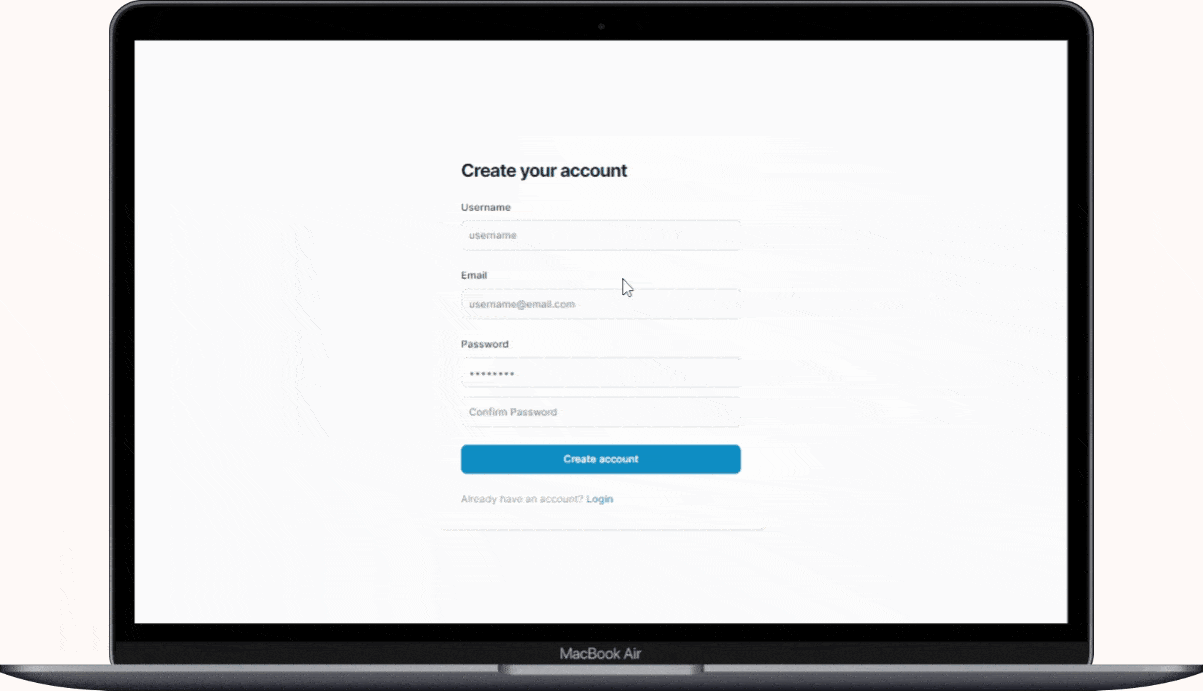 Create your account
Username
username
Email
username@email.com
Password
********
Confirm Password
Create account
Already have an account? Login
MacBook Air